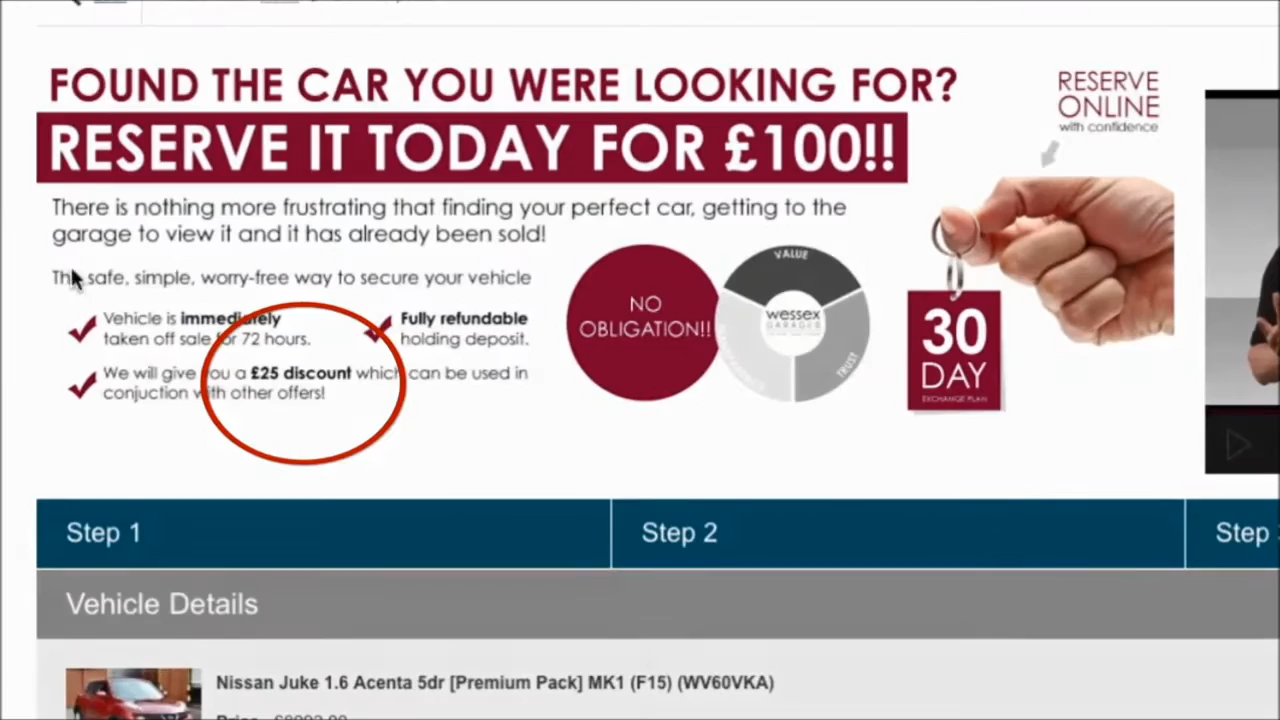 FOUND THE CAR YOU WERE LOOKING FOR?
RESERVE IT TODAY FOR £100!!
RESERVE
ONLINE
with confidence
There is nothing more frustrating that finding your perfect car, getting to the
garage to view it and it has already been sold!
The safe, simple, worry-free way to secure your vehicle
Vehicle is immediately
taken off sale for 72 hours.
Fully refundable
holding deposit.
We will give you a £25 discount which can be used in
conjuction with other offers!
NO
OBLIGATION!!
VALUE
wessex
GARAGES
TRUST
30
DAY
EXCHANGE PLAN
Step 1
Step 2
Step
Vehicle Details
Nissan Juke 1.6 Acenta 5dr [Premium Pack] MK1 (F15) (WV60VKA)